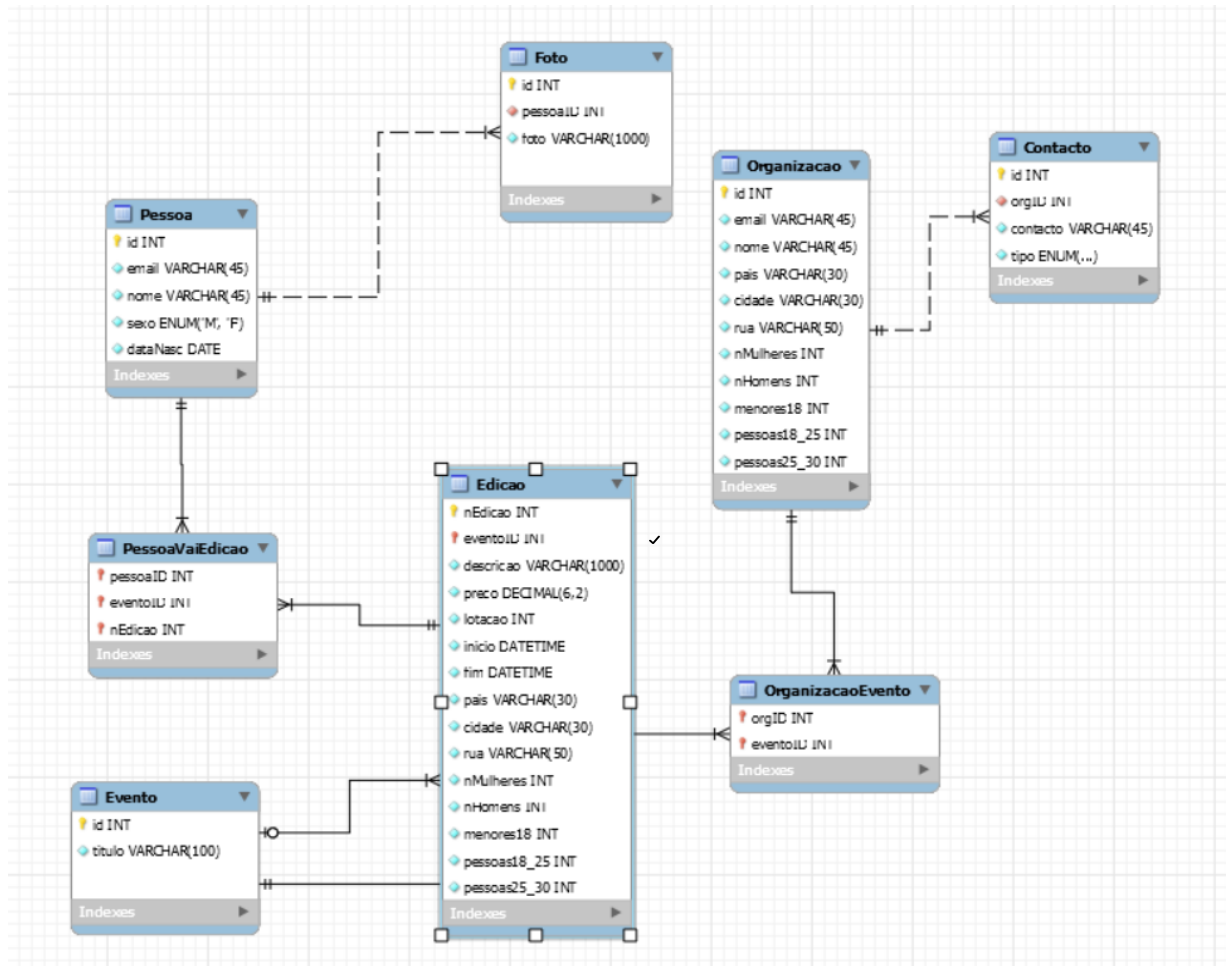 Foto
id INT
pessoaID INT
foto VARCHAR(1000)
Indexes
Contacto
id INT
orgID INT
contacto VARCHAR(45)
tipo ENUM(...)
Indexes
Organizacao
id INT
email VARCHAR(45)
nome VARCHAR(45)
pais VARCHAR(30)
cidade VARCHAR(30)
rua VARCHAR(50)
nMulheres INT
nHomens INT
menores18 INT
pessoas18_25 INT
pessoas25_30 INT
Indexes
Pessoa
id INT
email VARCHAR(45)
nome VARCHAR(45)
sexo ENUM('M', 'F')
dataNasc DATE
Indexes
Edicao
nEdicao INT
eventoID INT
descricao VARCHAR(1000)
preco DECIMAL(6,2)
lotacao INT
inicio DATETIME
fim DATETIME
pais VARCHAR(30)
cidade VARCHAR(30)
rua VARCHAR(50)
nMulheres INT
nHomens INT
menores18 INT
pessoas18_25 INT
pessoas25_30 INT
Indexes
PessoaVaiEdicao
pessoaID INT
eventoID INT
nEdicao INT
Indexes
OrganizacaoEvento
orgID INT
eventoID INT
Indexes
Evento
id INT
titulo VARCHAR(100)
Indexes